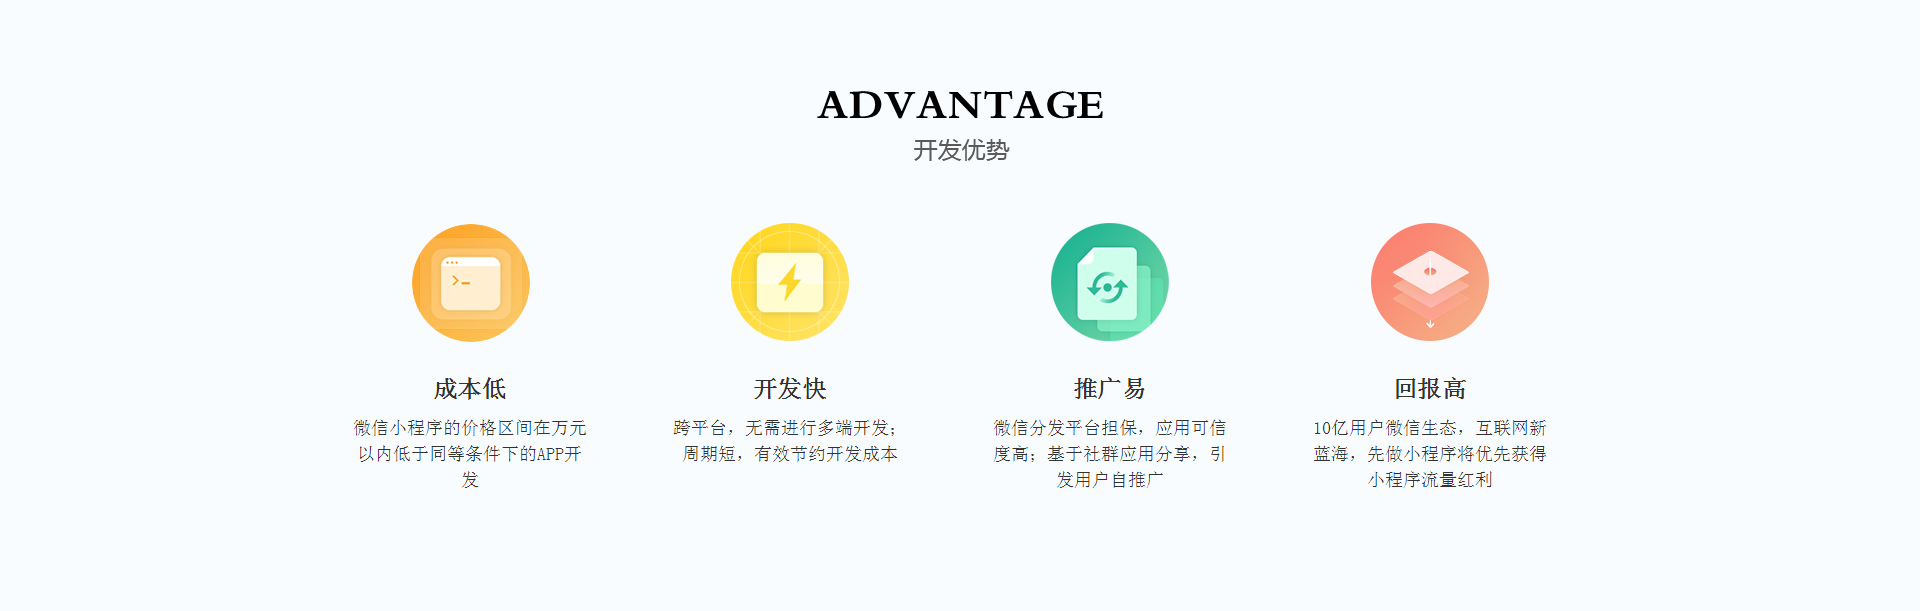 ADVANTAGE
开发优势
成本低
微信小程序的价格区间在万元
以内低于同等条件下的APP开
发
开发快
跨平台，无需进行多端开发；
周期短，有效节约开发成本
推广易
微信分发平台担保，应用可信
度高；基于社群应用分享，引
发用户自推广
回报高
10亿用户微信生态，互联网新
蓝海，先做小程序将优先获得
小程序流量红利